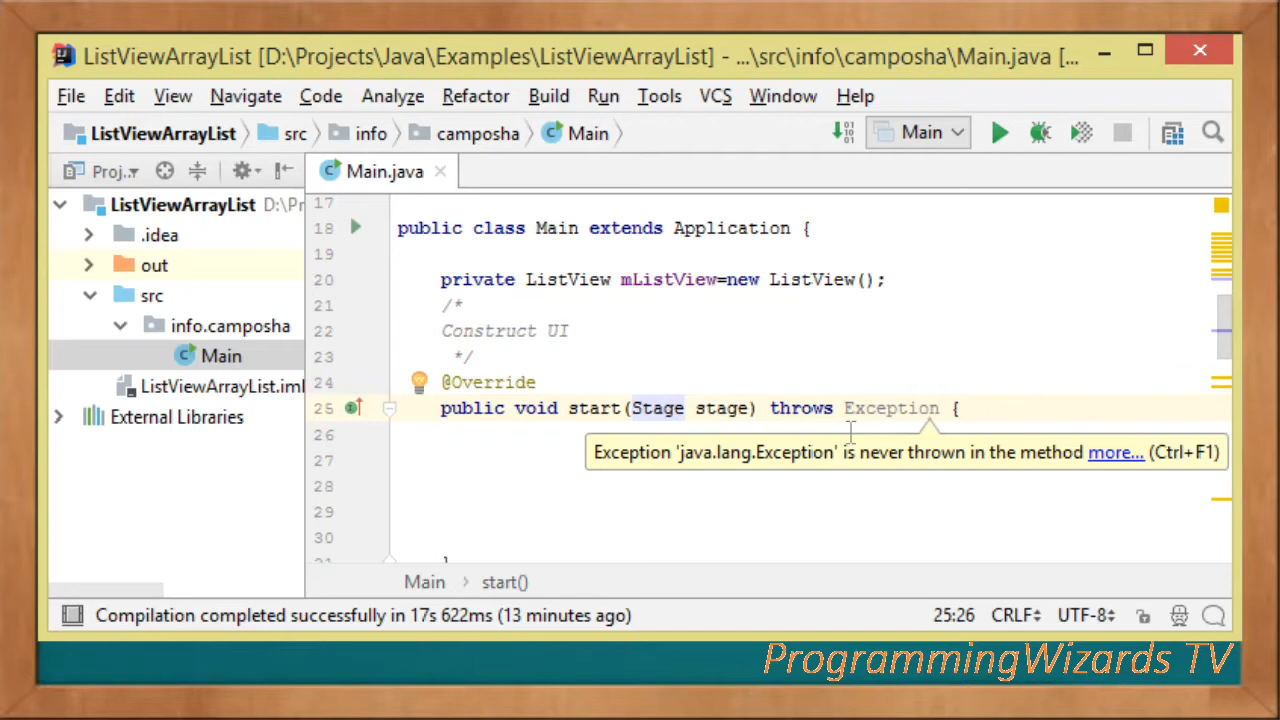 ListViewArrayList [D:\Projects\Java\Examples\ListViewArrayList] - ...\src\info\camposha\Main.java [...
File Edit View Navigate Code Analyze Refactor Build Run Tools VCS Window Help
ListViewArrayList src info camposha Main Main
Proj.. Main.java
ListViewArrayList D:\Pr
.idea
out
src
info.camposha
Main
ListViewArrayList.iml
External Libraries
17
18 public class Main extends Application {
19
20 private ListView mListView=new ListView();
21 /*
22 Construct UI
23 */
24 @Override
25 public void start(Stage stage) throws Exception {
26
Exception 'java.lang.Exception' is never thrown in the method more... (Ctrl+F1)
27
28
29
30
31 }
Main start()
Compilation completed successfully in 17s 622ms (13 minutes ago) 25:26 CRLF UTF-8
ProgrammingWizards TV